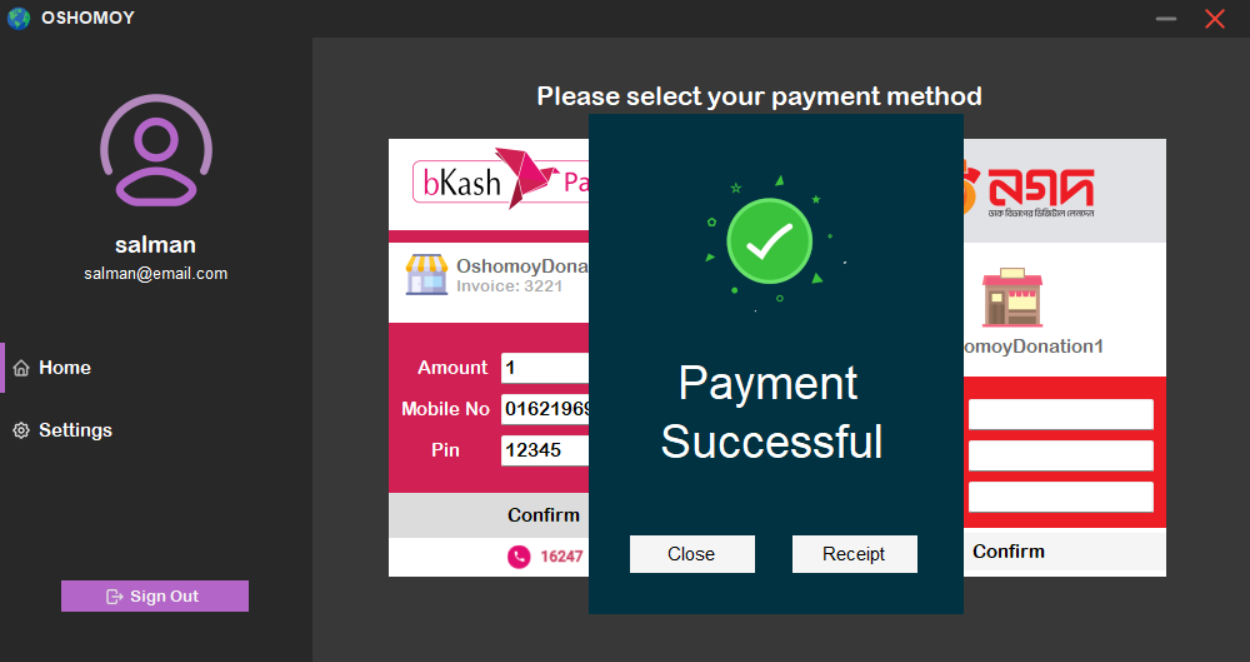 OSHOMOY
salman
salman@email.com
Home
Settings
Sign Out
Please select your payment method
bKash Pa
OshomoyDona
Invoice: 3221
Amount 1
Mobile No 0162196
Pin 12345
Confirm
16247
Payment
Successful
Close Receipt
নগদ
ডাক বিভাগের ডিজিটাল লেনদেন
omoyDonation1
Confirm